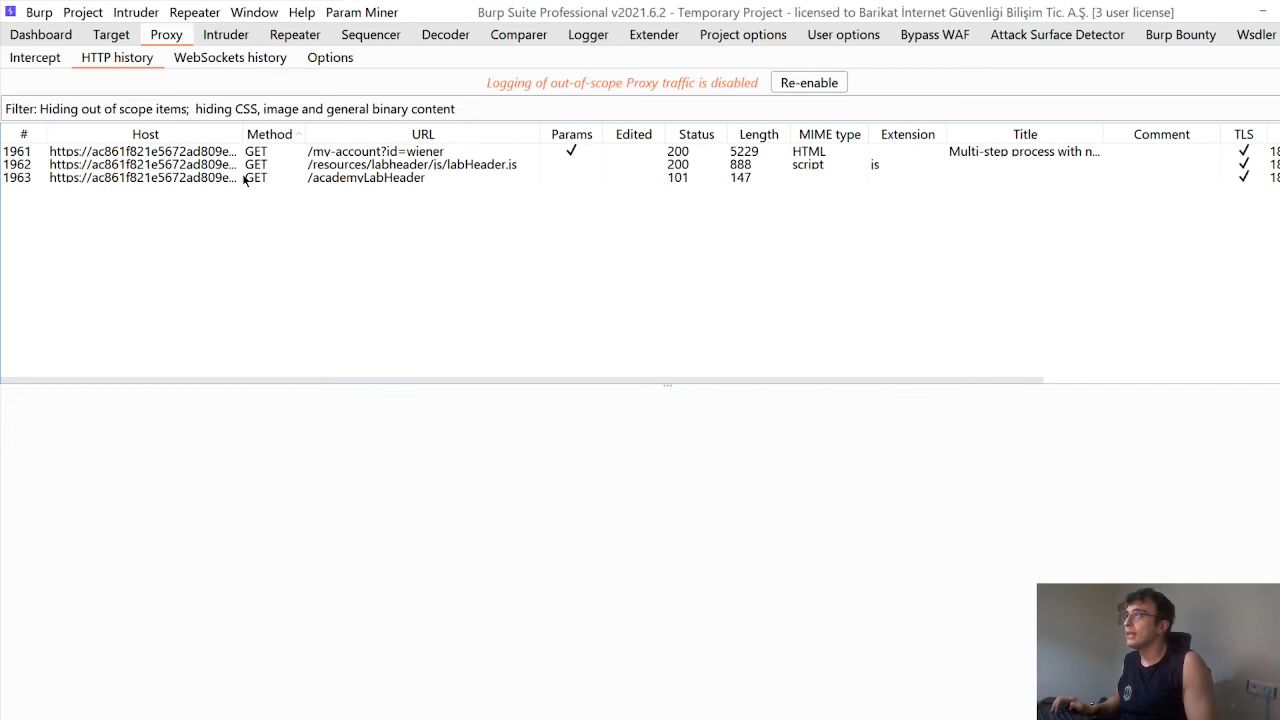 Burp Project Intruder Repeater Window Help Param Miner Burp Suite Professional v2021.6.2 - Temporary Project - licensed to Barikat İnternet Güvenliği Bilişim Tic. A.Ş. [3 user license]
Dashboard Target Proxy Intruder Repeater Sequencer Decoder Comparer Logger Extender Project options User options Bypass WAF Attack Surface Detector Burp Bounty Wsdler
Intercept HTTP history WebSockets history Options
Logging of out-of-scope Proxy traffic is disabled Re-enable
Filter: Hiding out of scope items; hiding CSS, image and general binary content
# Host Method URL Params Edited Status Length MIME type Extension Title Comment TLS
1961 https://ac861f821e5672ad809e... GET /my-account?id=wiener ✓ 200 5229 HTML Multi-step process with n... ✓ 18
1962 https://ac861f821e5672ad809e... GET /resources/labheader/js/labHeader.js 200 888 script js ✓ 18
1963 https://ac861f821e5672ad809e... GET /academyLabHeader 101 147 ✓ 18